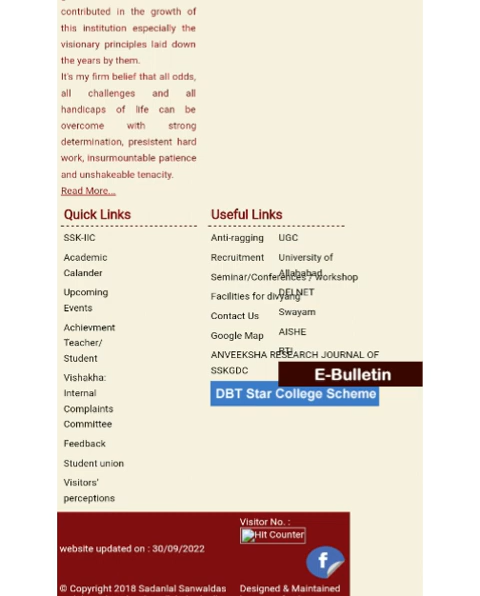 contributed in the growth of
this institution especially the
visionary principles laid down
the years by them.
It's my firm belief that all odds,
all challenges and all
handicaps of life can be
overcome with strong
determination, presistent hard
work, insurmountable patience
and unshakeable tenacity.
Read More...
Quick Links
SSK-IIC
Academic
Calander
Upcoming
Events
Achievment
Teacher/
Student
Vishakha:
Internal
Complaints
Committee
Feedback
Student union
Visitors'
perceptions
Useful Links
Anti-ragging
Recruitment
Seminar/Conferences / workshop
Facilities for divyang
Contact Us
Google Map
ANVEEKSHA RESEARCH JOURNAL OF
SSKGDC
DBT Star College Scheme
UGC
University of
Allahabad
DELNET
Swayam
AISHE
RTI
E-Bulletin
Visitor No. :
Hit Counter
website updated on : 30/09/2022
f
© Copyright 2018 Sadanlal Sanwaldas
Designed & Maintained